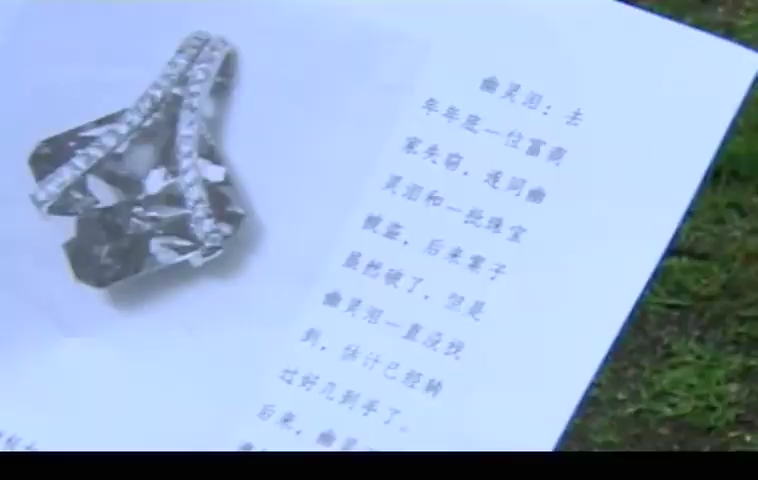 幽灵泪：去
年年底一位富商
家失窃，连同幽
灵泪和一些珠宝
被盗，后来案子
虽然破了，但是
幽灵泪一直没找
到，估计已经转
过好几到手了。
后来，幽灵